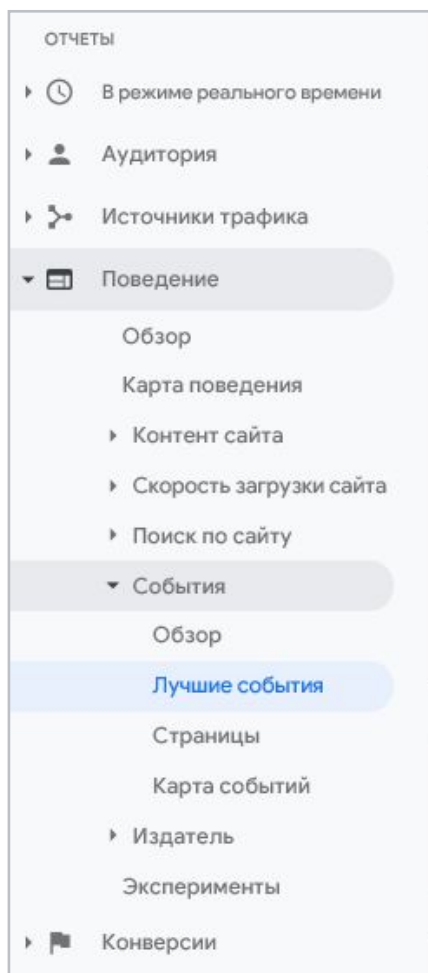 ОТЧЕТЫ
В режиме реального времени
Аудитория
Источники трафика
Поведение
Обзор
Карта поведения
Контент сайта
Скорость загрузки сайта
Поиск по сайту
События
Обзор
Лучшие события
Страницы
Карта событий
Издатель
Эксперименты
Конверсии